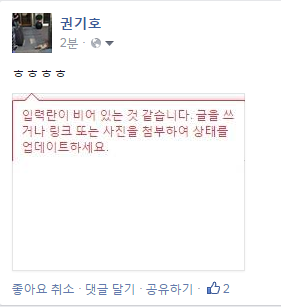 권기호
2분 ·
ㅎㅎㅎㅎ
입력란이 비어 있는 것 같습니다. 글을 쓰
거나 링크 또는 사진을 첨부하여 상태를
업데이트하세요.
좋아요 취소 · 댓글 달기 · 공유하기 · 2